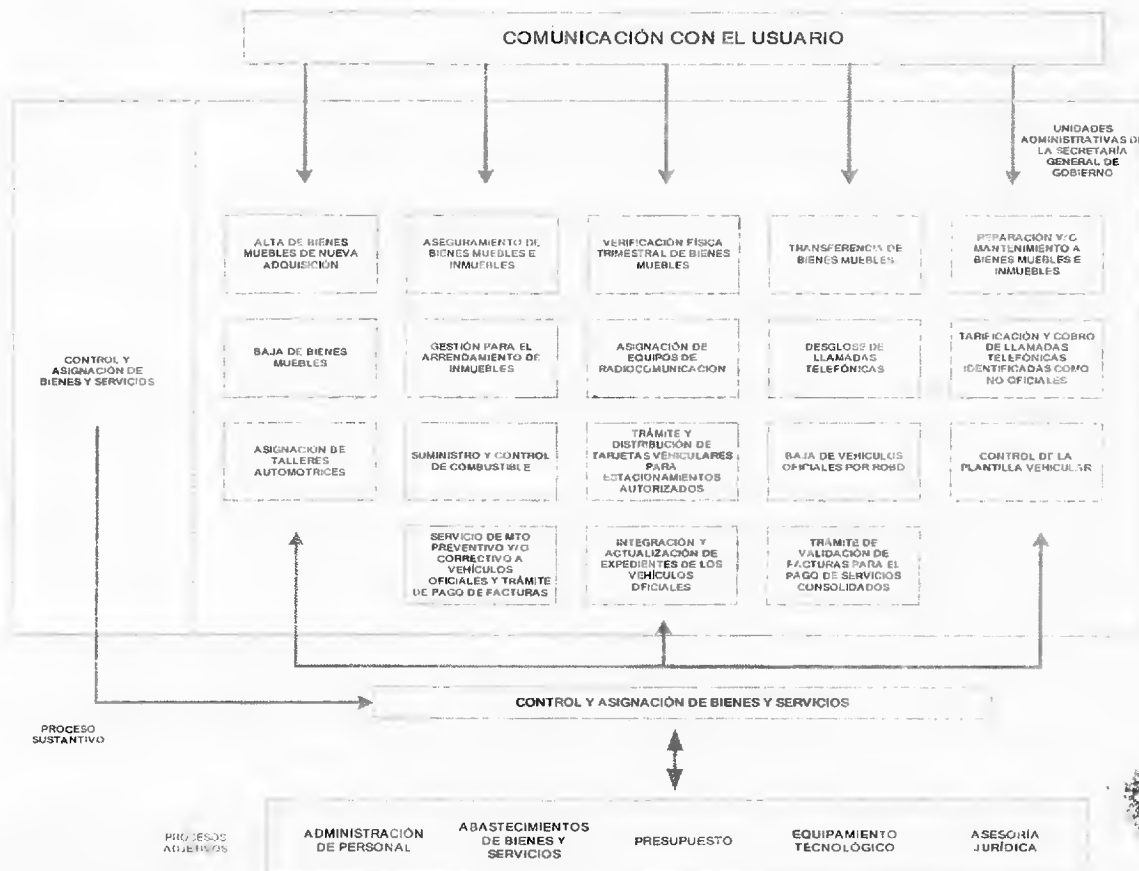 COMUNICACIÓN CON EL USUARIO
UNIDADES
ADMINISTRATIVAS DE
LA SECRETARÍA
GENERAL DE
GOBIERNO
ALTA DE BIENES
MUEBLES DE NUEVA
ADQUISICIÓN
ASEGURAMIENTO DE
BIENES MUEBLES E
INMUEBLES
VERIFICACIÓN FÍSICA
TRIMESTRAL DE BIENES
MUEBLES
TRANSFERENCIA DE
BIENES MUEBLES
REPARACIÓN Y/O
MANTENIMIENTO A
BIENES MUEBLES E
INMUEBLES
CONTROL Y
ASIGNACIÓN DE
BIENES Y SERVICIOS
BAJA DE BIENES
MUEBLES
GESTIÓN PARA EL
ARRENDAMIENTO DE
INMUEBLES
ASIGNACIÓN DE
EQUIPOS DE
RADIOCOMUNICACIÓN
DESGLOSE DE
LLAMADAS
TELEFÓNICAS
TARIFICACIÓN Y COBRO
DE LLAMADAS
TELEFÓNICAS
IDENTIFICADAS COMO
NO OFICIALES
ASIGNACIÓN DE
TALLERES
AUTOMOTRICES
SUMINISTRO Y CONTROL
DE COMBUSTIBLE
TRÁMITE Y
DISTRIBUCIÓN DE
TARJETAS VEHICULARES
PARA
ESTACIONAMIENTOS
AUTORIZADOS
BAJA DE VEHÍCULOS
OFICIALES POR ROBO
CONTROL DE LA
PLANTILLA VEHICULAR
SERVICIO DE MTO
PREVENTIVO Y/O
CORRECTIVO A
VEHÍCULOS
OFICIALES Y TRÁMITE
DE PAGO DE FACTURAS
INTEGRACIÓN Y
ACTUALIZACIÓN DE
EXPEDIENTES DE LOS
VEHÍCULOS
OFICIALES
TRÁMITE DE
VALIDACIÓN DE
FACTURAS PARA EL
PAGO DE SERVICIOS
CONSOLIDADOS
CONTROL Y ASIGNACIÓN DE BIENES Y SERVICIOS
PROCESO
SUSTANTIVO
PROCESOS
ADJETIVOS
ADMINISTRACIÓN
DE PERSONAL
ABASTECIMIENTOS
DE BIENES Y
SERVICIOS
PRESUPUESTO
EQUIPAMIENTO
TECNOLÓGICO
ASESORÍA
JURÍDICA